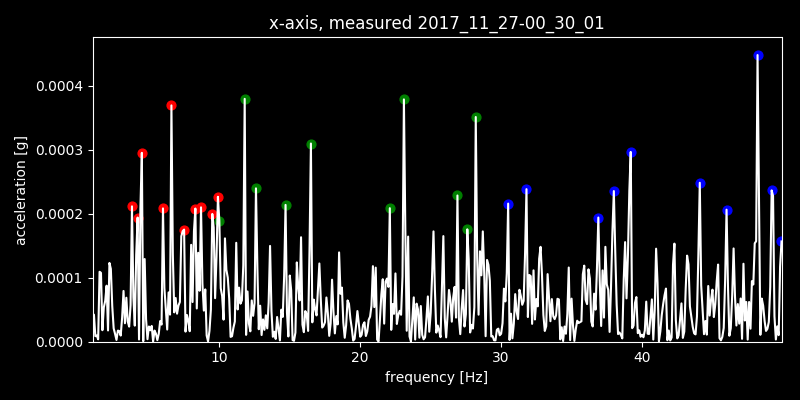 x-axis, measured 2017_11_27-00_30_01
acceleration [g]
0.0004
0.0003
0.0002
0.0001
0.0000
10 20 30 40
frequency [Hz]